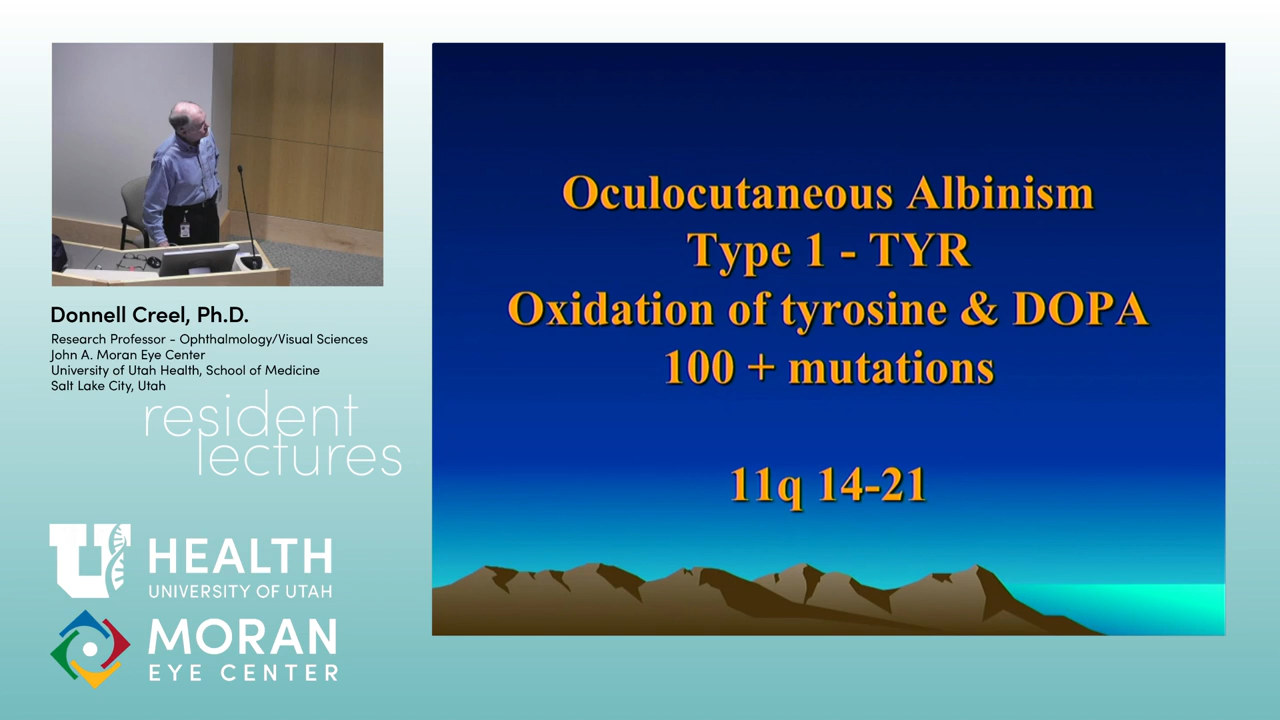 Donnell Creel, Ph.D.
Research Professor - Ophthalmology/Visual Sciences
John A. Moran Eye Center
University of Utah Health, School of Medicine
Salt Lake City, Utah
resident
lectures
U HEALTH
UNIVERSITY OF UTAH
MORAN
EYE CENTER
Oculocutaneous Albinism
Type 1 - TYR
Oxidation of tyrosine & DOPA
100 + mutations
11q 14-21